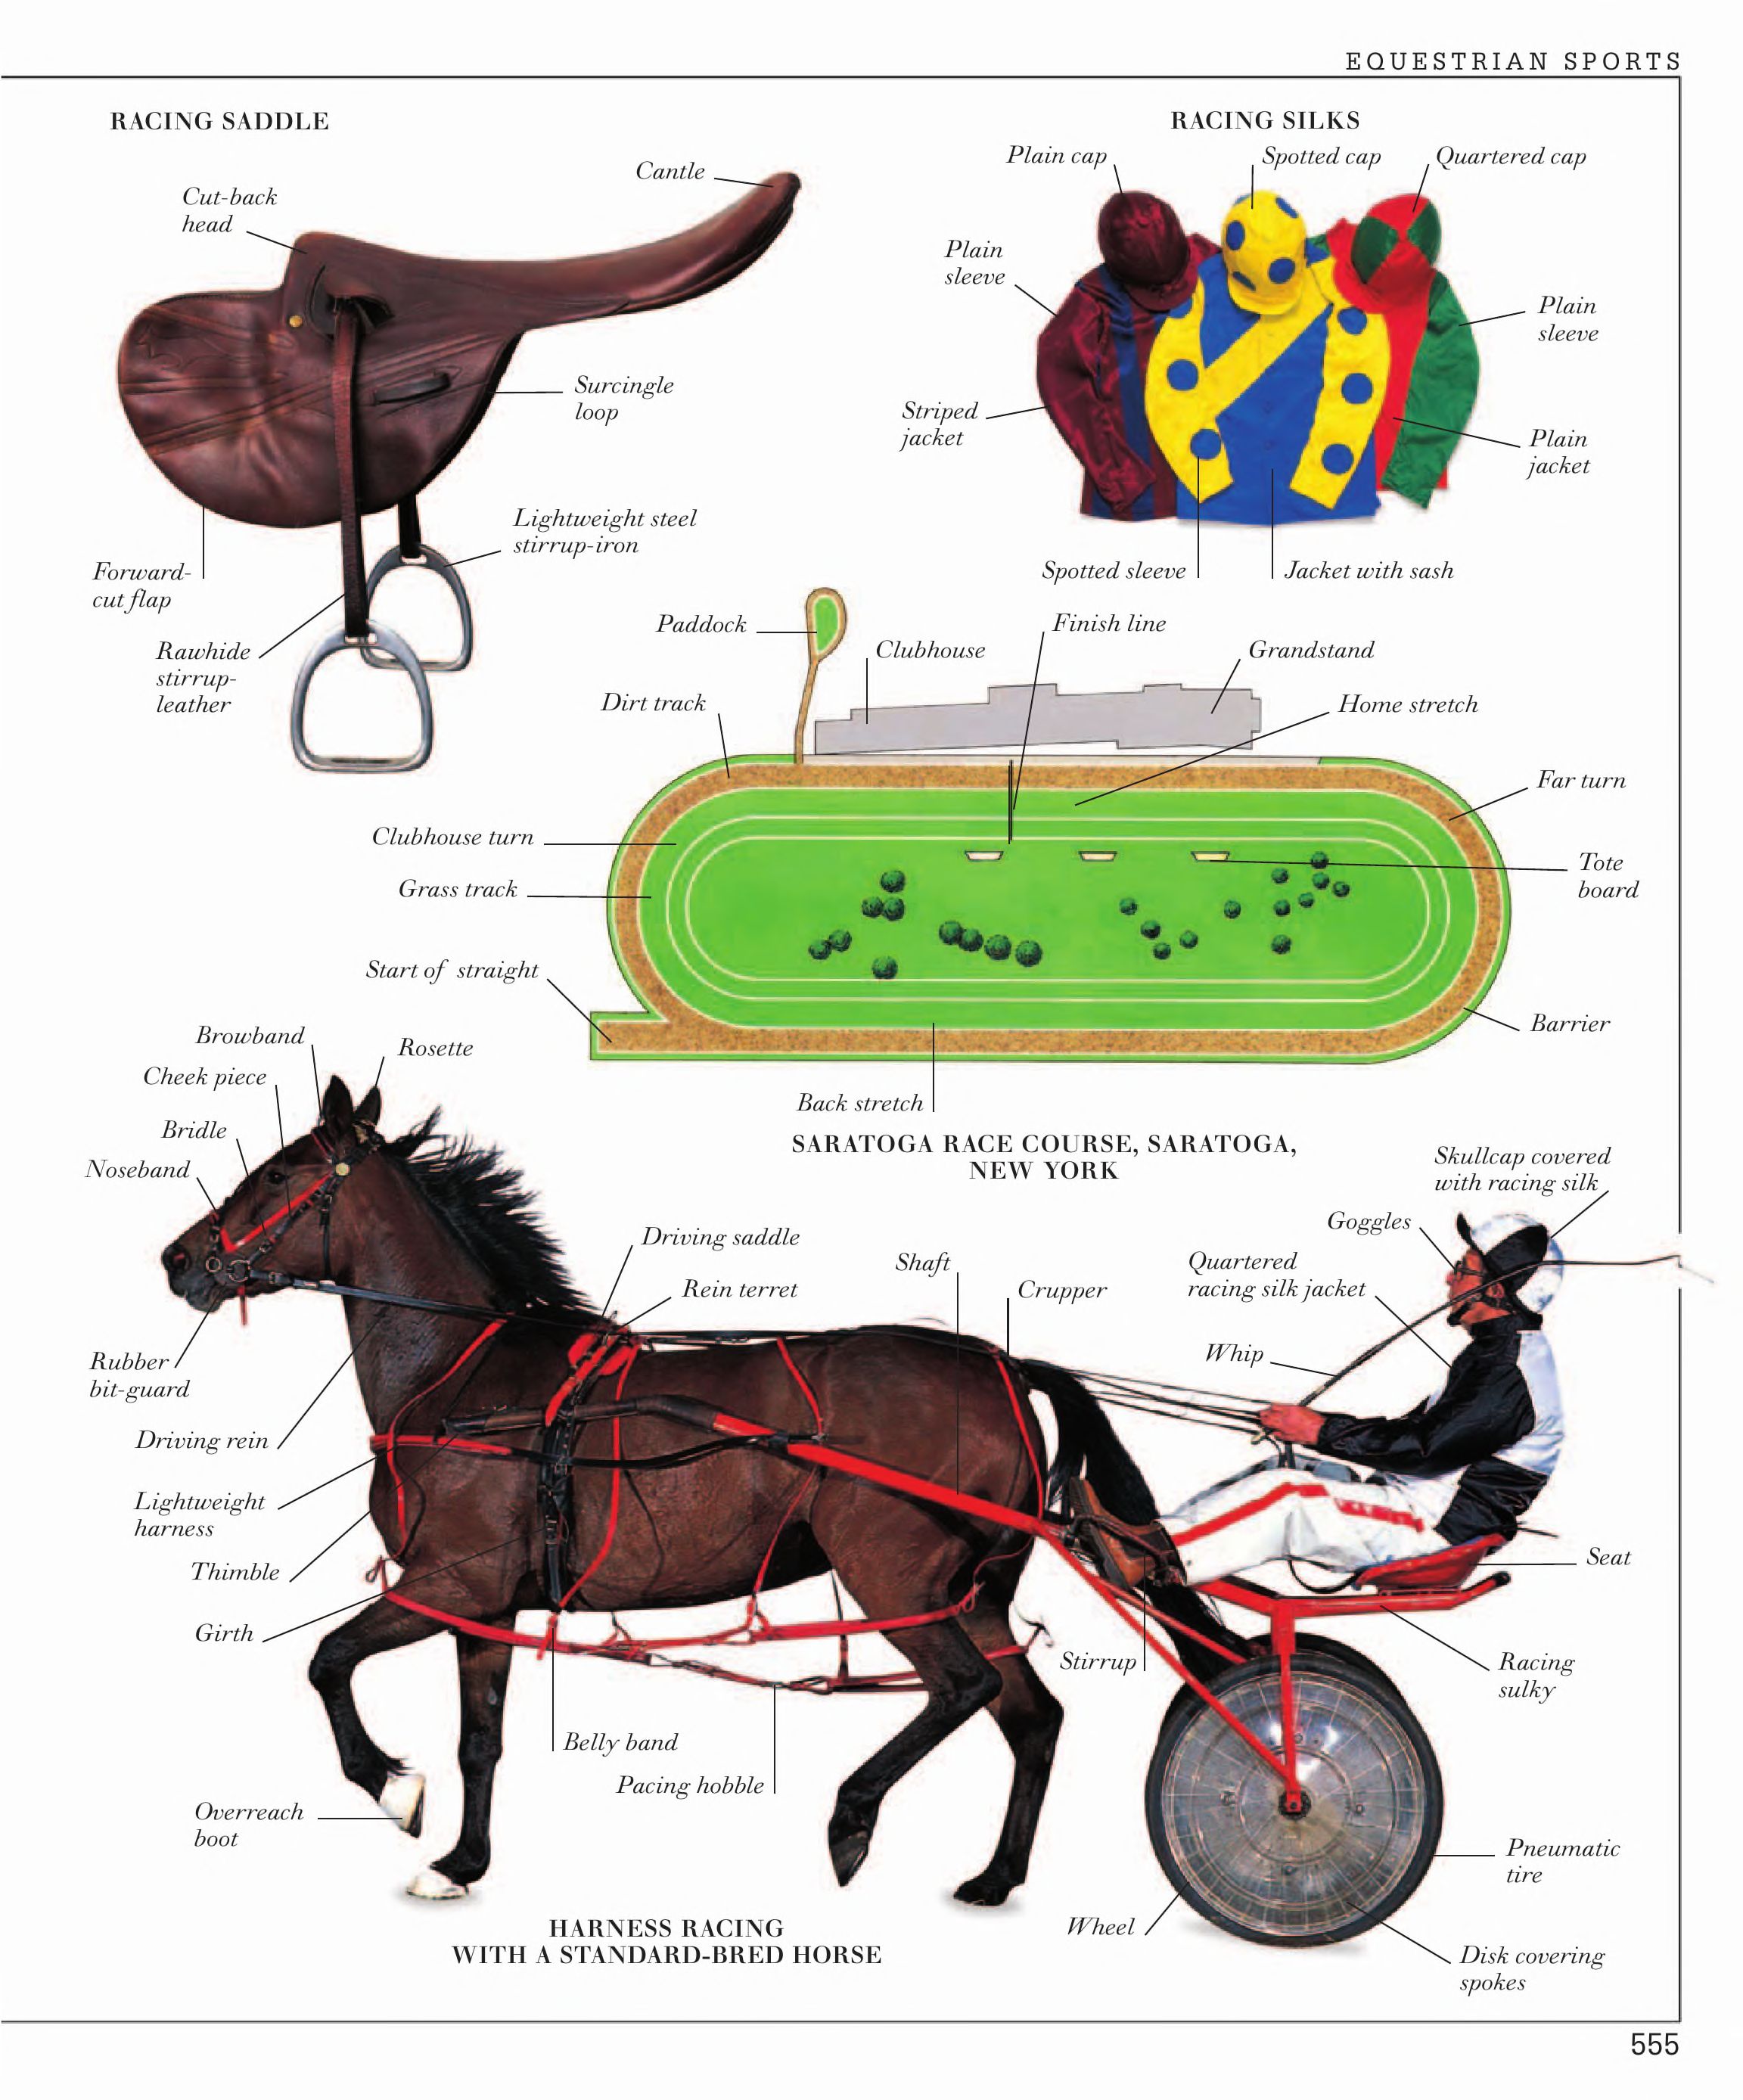 EQUESTRIAN SPORTS
RACING SADDLE
Cantle
Cut-back
head
Surcingle
loop
Lightweight steel
stirrup-iron
Forward-
cut flap
Rawhide
stirrup-
leather
RACING SILKS
Plain cap
Spotted cap
Quartered cap
Plain
sleeve
Plain
sleeve
Striped
jacket
Plain
jacket
Spotted sleeve
Jacket with sash
Paddock
Finish line
Clubhouse
Grandstand
Dirt track
Home stretch
Far turn
Clubhouse turn
Tote
board
Grass track
Start of straight
Barrier
Back stretch
SARATOGA RACE COURSE, SARATOGA,
NEW YORK
Browband
Rosette
Cheek piece
Bridle
Noseband
Skullcap covered
with racing silk
Goggles
Driving saddle
Shaft
Quartered
racing silk jacket
Rein terret
Crupper
Whip
Rubber
bit-guard
Driving rein
Lightweight
harness
Thimble
Seat
Girth
Stirrup
Racing
sulky
Belly band
Pacing hobble
Overreach
boot
Pneumatic
tire
Wheel
Disk covering
spokes
HARNESS RACING
WITH A STANDARD-BRED HORSE
555